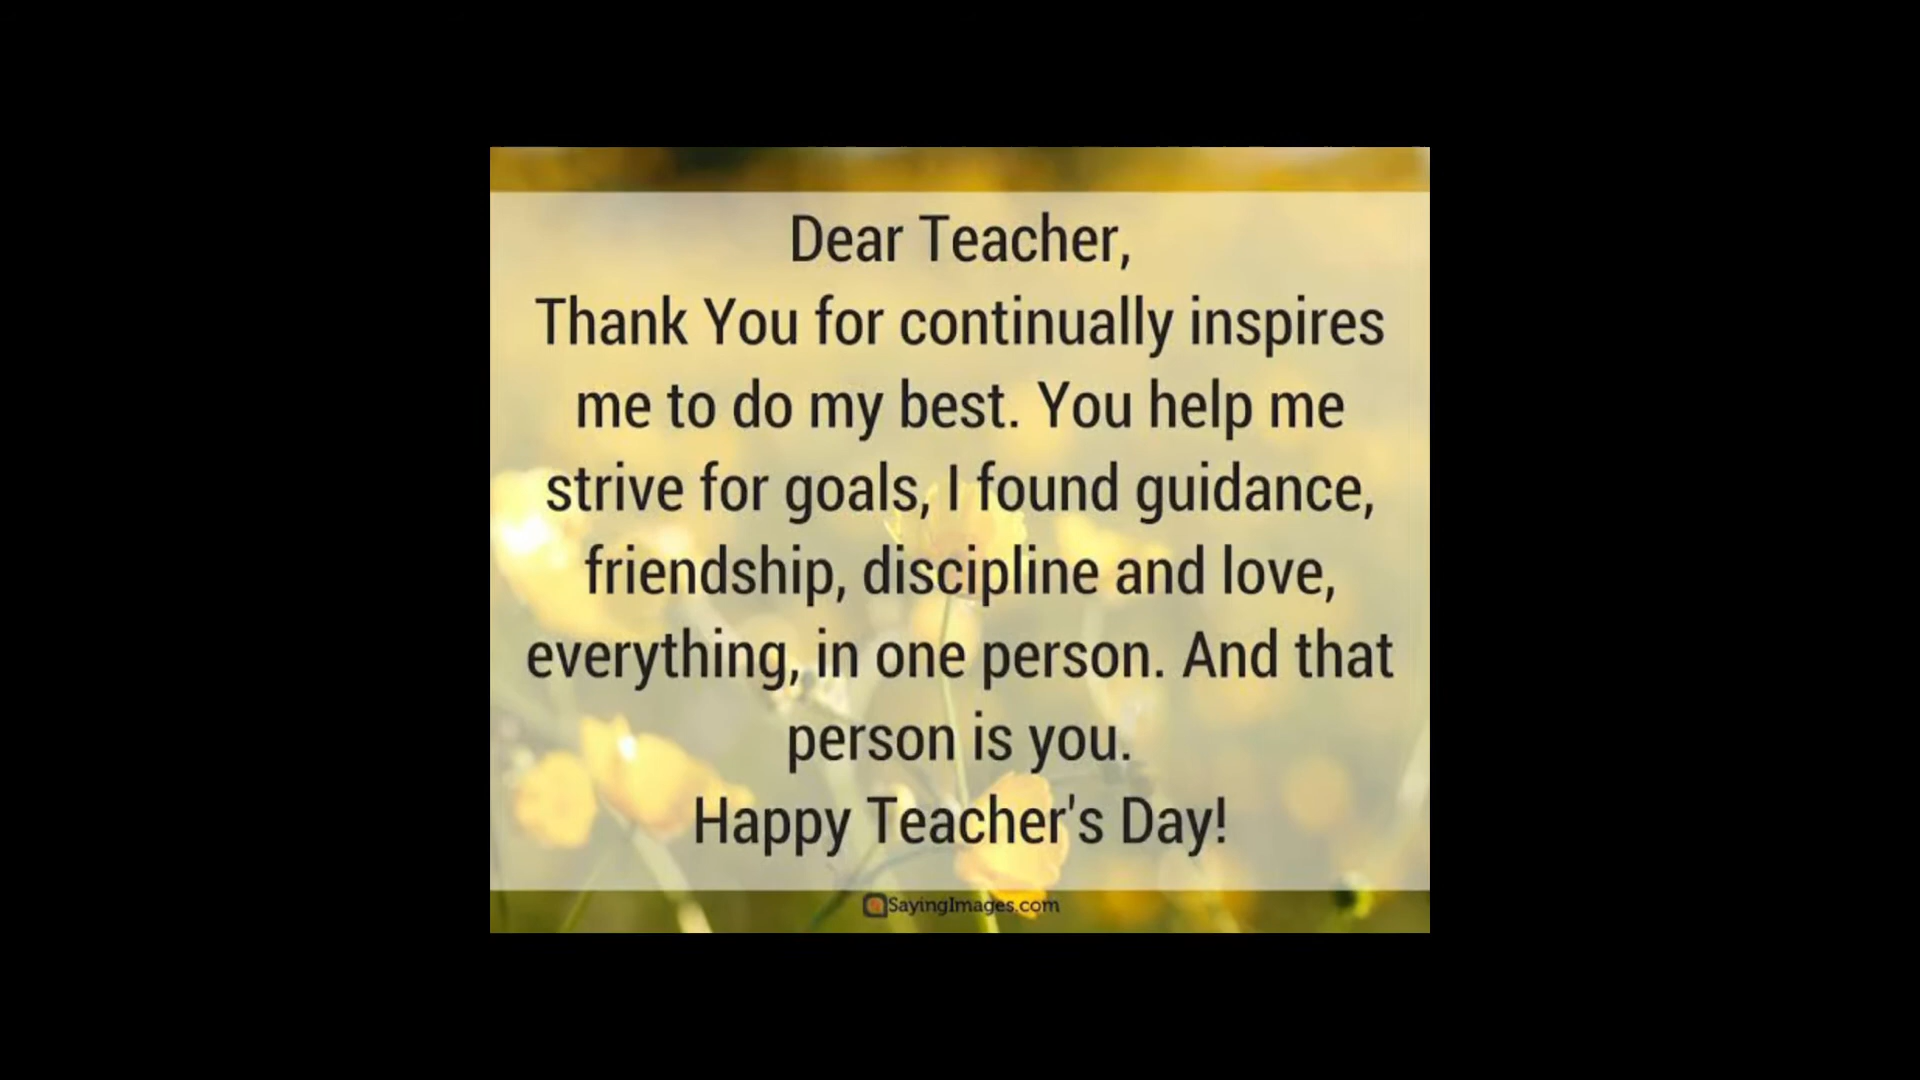 Dear Teacher,
Thank You for continually inspires
me to do my best. You help me
strive for goals, I found guidance,
friendship, discipline and love,
everything, in one person. And that
person is you.
Happy Teacher's Day!
SayingImages.com